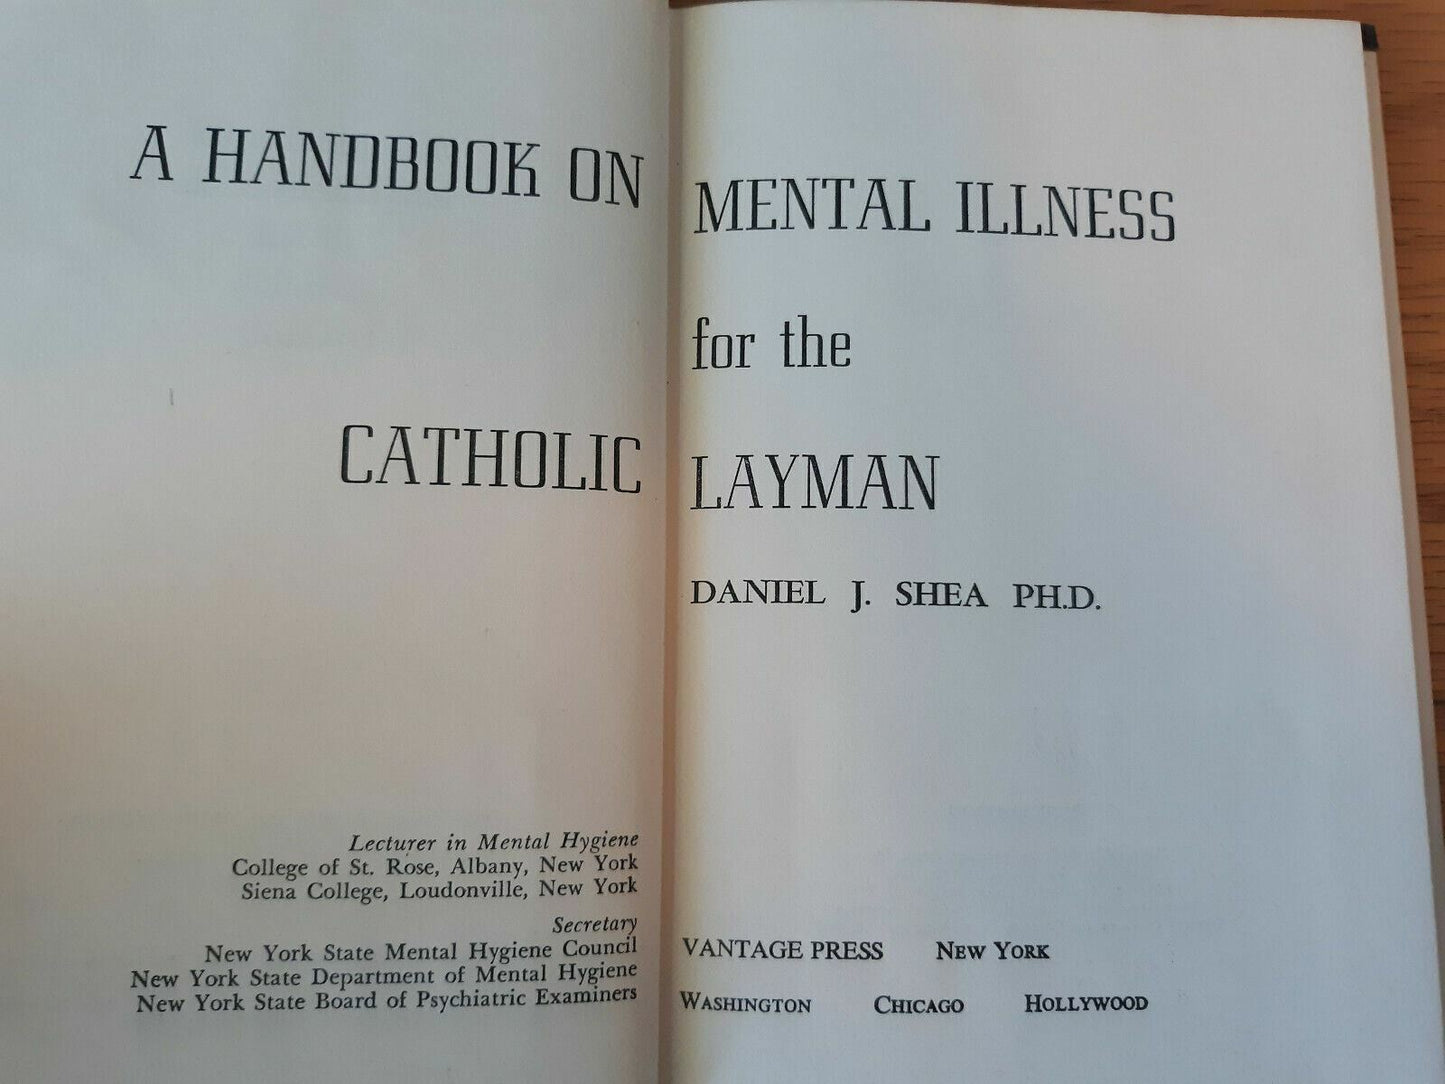 A HANDBOOK ON MENTAL ILLNESS
for the
CATHOLIC LAYMAN
DANIEL J. SHEA PH.D.
Lecturer in Mental Hygiene
College of St. Rose, Albany, New York
Siena College, Loudonville, New York
Secretary
New York State Mental Hygiene Council
New York State Department of Mental Hygiene
New York State Board of Psychiatric Examiners
VANTAGE PRESS NEW YORK
WASHINGTON CHICAGO HOLLYWOOD